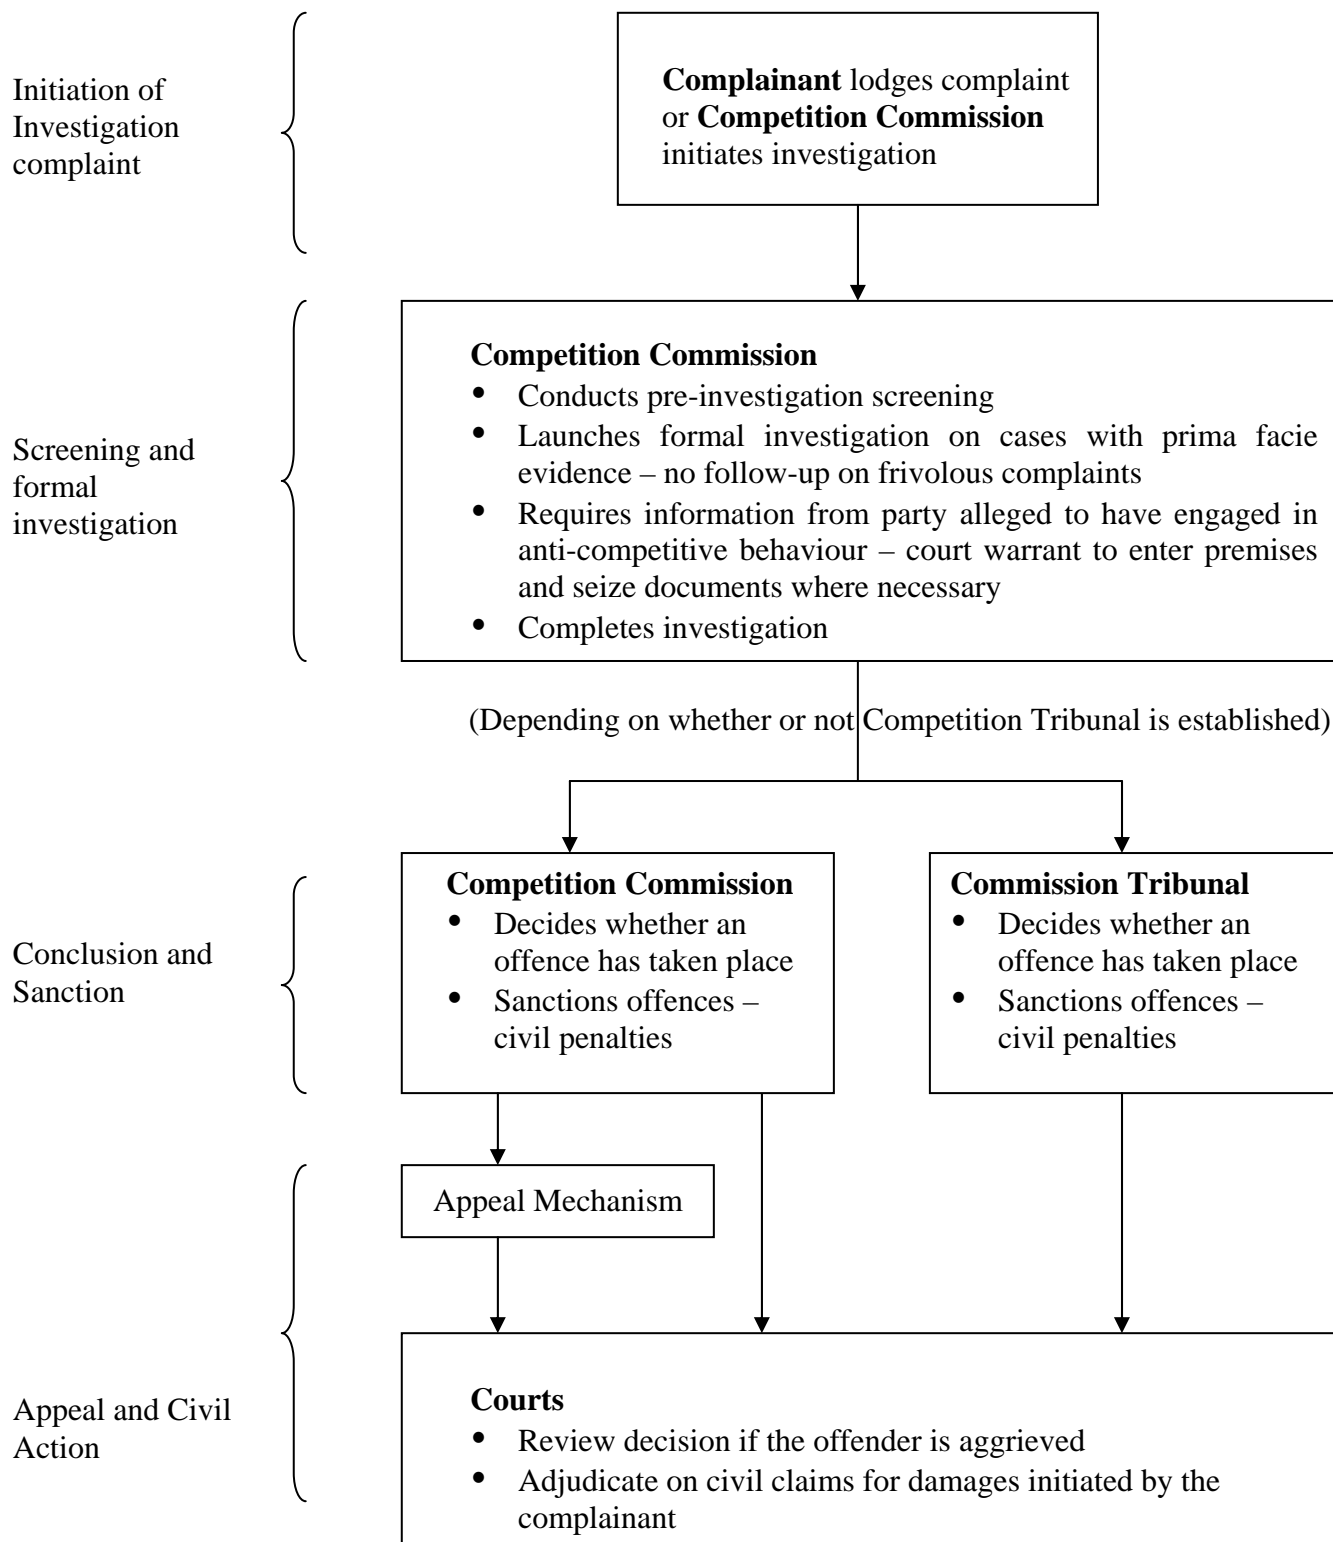 Initiation of
Investigation
complaint
Complainant lodges complaint
or Competition Commission
initiates investigation
Screening and
formal
investigation
Competition Commission
• Conducts pre-investigation screening
• Launches formal investigation on cases with prima facie
evidence – no follow-up on frivolous complaints
• Requires information from party alleged to have engaged in
anti-competitive behaviour – court warrant to enter premises
and seize documents where necessary
• Completes investigation
(Depending on whether or not Competition Tribunal is established)
Conclusion and
Sanction
Competition Commission
• Decides whether an
offence has taken place
• Sanctions offences –
civil penalties
Commission Tribunal
• Decides whether an
offence has taken place
• Sanctions offences –
civil penalties
Appeal Mechanism
Appeal and Civil
Action
Courts
• Review decision if the offender is aggrieved
• Adjudicate on civil claims for damages initiated by the
complainant